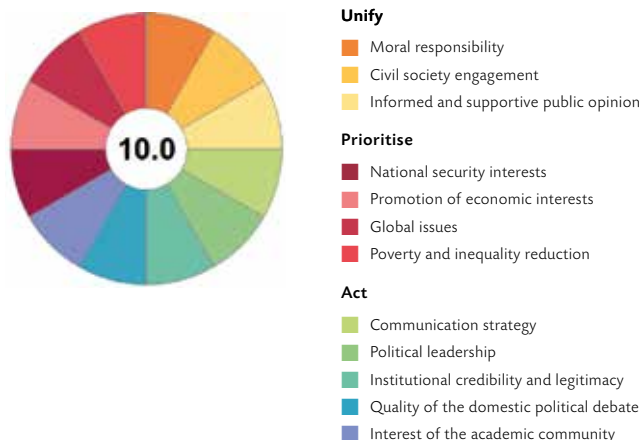 10.0
Unify
Moral responsibility
Civil society engagement
Informed and supportive public opinion
Prioritise
National security interests
Promotion of economic interests
Global issues
Poverty and inequality reduction
Act
Communication strategy
Political leadership
Institutional credibility and legitimacy
Quality of the domestic political debate
Interest of the academic community